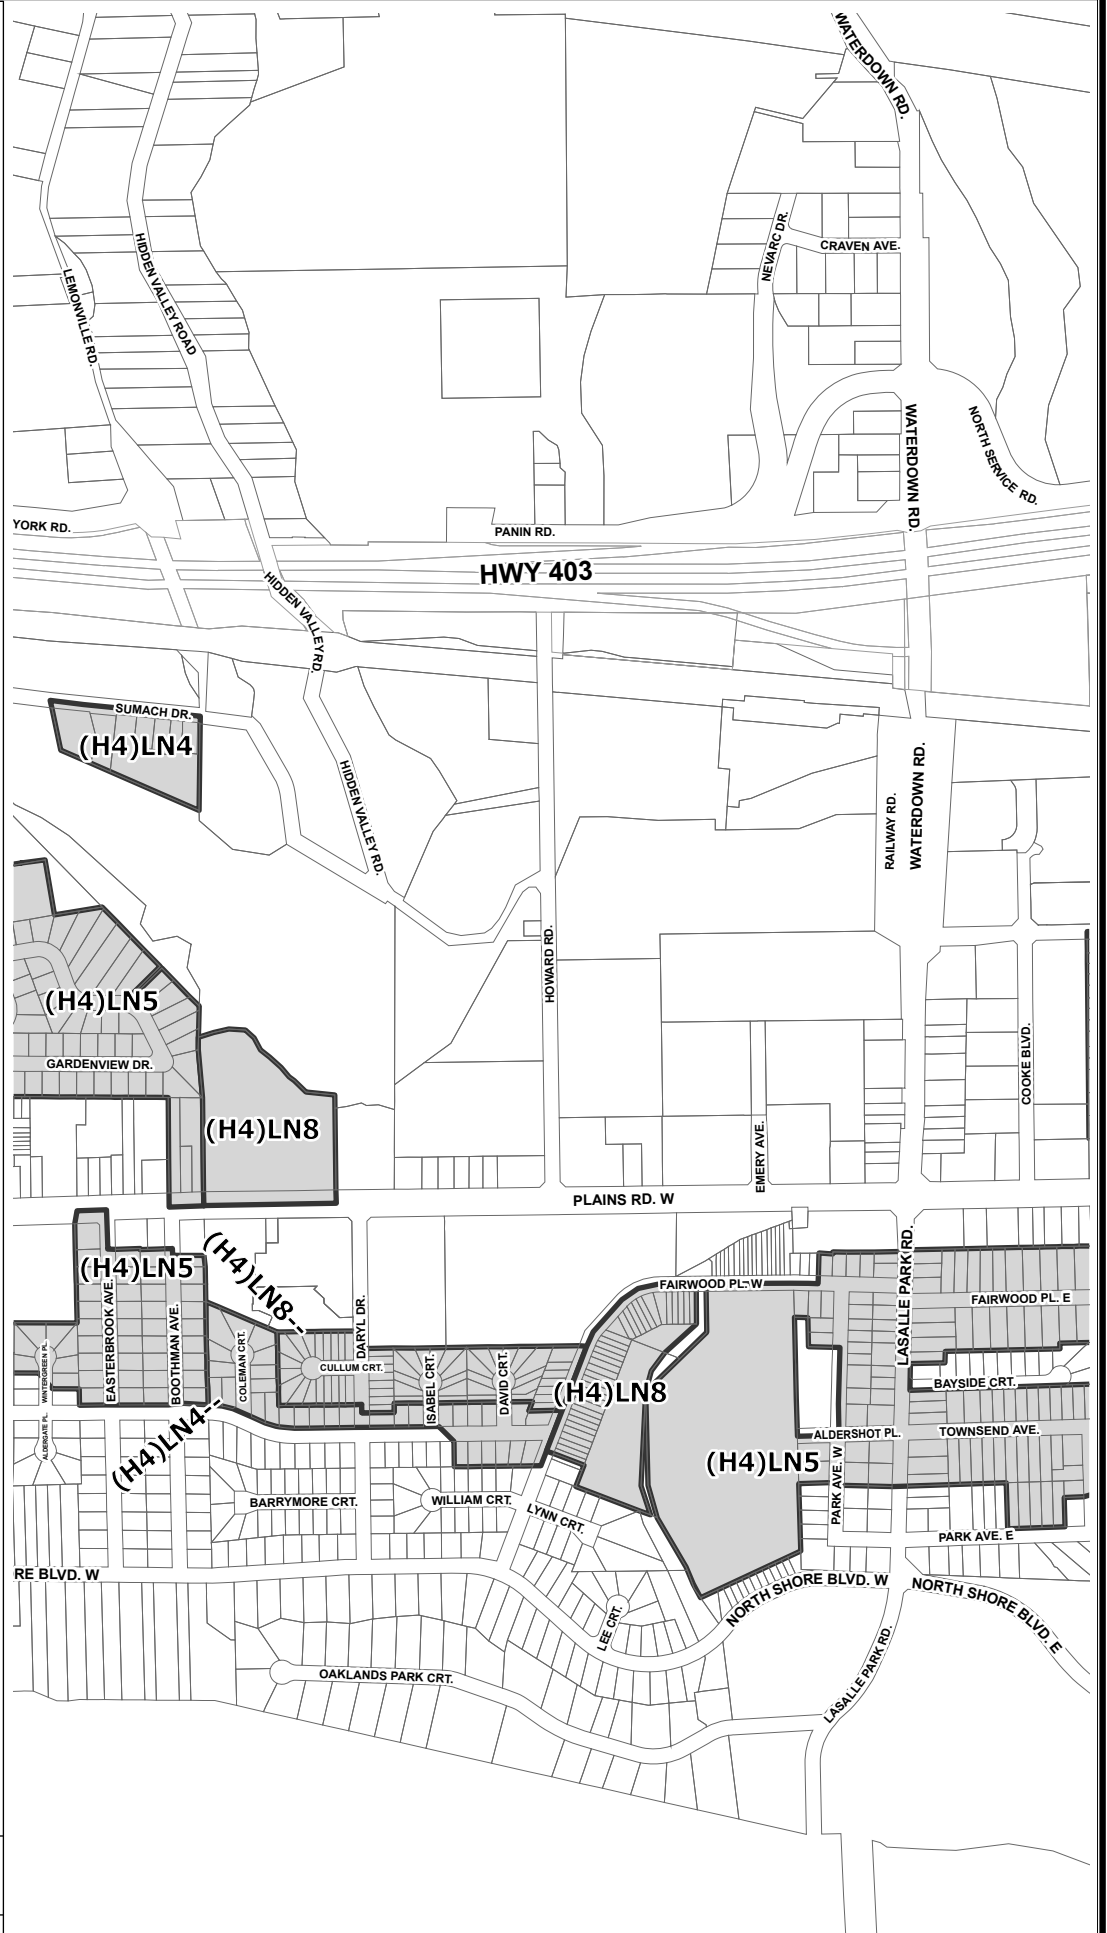 WATERDOWN RD.
NEVARC DR.
CRAVEN AVE.
HIDDEN VALLEY ROAD
LEMONVILLE RD.
WATERDOWN RD.
NORTH SERVICE RD.
YORK RD.
PANIN RD.
HWY 403
HIDDEN VALLEY RD.
SUMACH DR.
(H4)LN4
HIDDEN VALLEY RD.
RAILWAY RD.
WATERDOWN RD.
HOWARD RD.
(H4)LN5
GARDENVIEW DR.
COOKE BLVD.
(H4)LN8
EMERY AVE.
PLAINS RD. W
(H4)LN5
(H4)LN8--
LASALLE PARK RD.
FAIRWOOD PL. W
FAIRWOOD PL. E
EASTERBROOK AVE.
BOOTHMAN AVE.
DARYL DR.
WINTERGREEN PL.
COLEMAN CRT.
CULLUM CRT.
ISABEL CRT.
DAVID CRT.
(H4)LN8
BAYSIDE CRT.
(H4)LN4--
ALDERGATE PL.
ALDERSHOT PL.
TOWNSEND AVE.
(H4)LN5
PARK AVE. W
BARRYMORE CRT.
WILLIAM CRT.
LYNN CRT.
PARK AVE. E
RE BLVD. W
NORTH SHORE BLVD. W
NORTH SHORE BLVD. E
LEE CRT.
LASALLE PARK RD.
OAKLANDS PARK CRT.